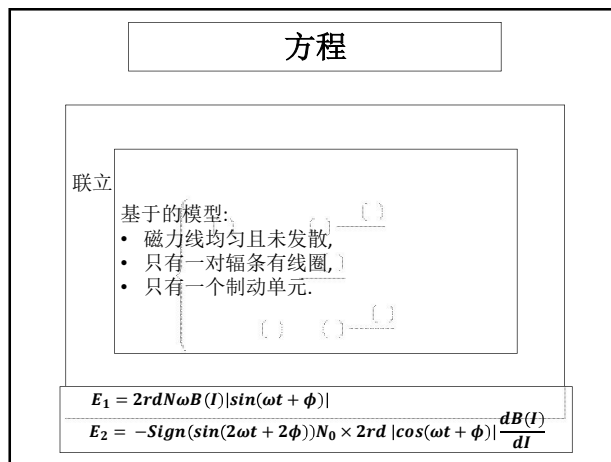 方程
联立
基于的模型:
• 磁力线均匀且未发散,
• 只有一对辐条有线圈,
• 只有一个制动单元.
E₁ = 2rdNωB(I)|sin(ωt + ϕ)|
E₂ = −Sign(sin(2ωt + 2ϕ))N₀ × 2rd |cos(ωt + ϕ)| dB(I)/dI